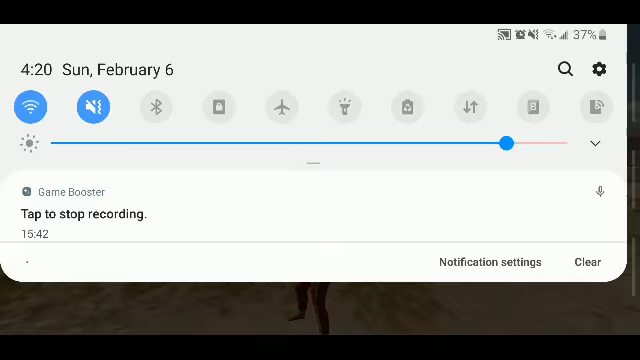 37%
4:20 Sun, February 6
B
Game Booster
Tap to stop recording.
15:42
Notification settings Clear